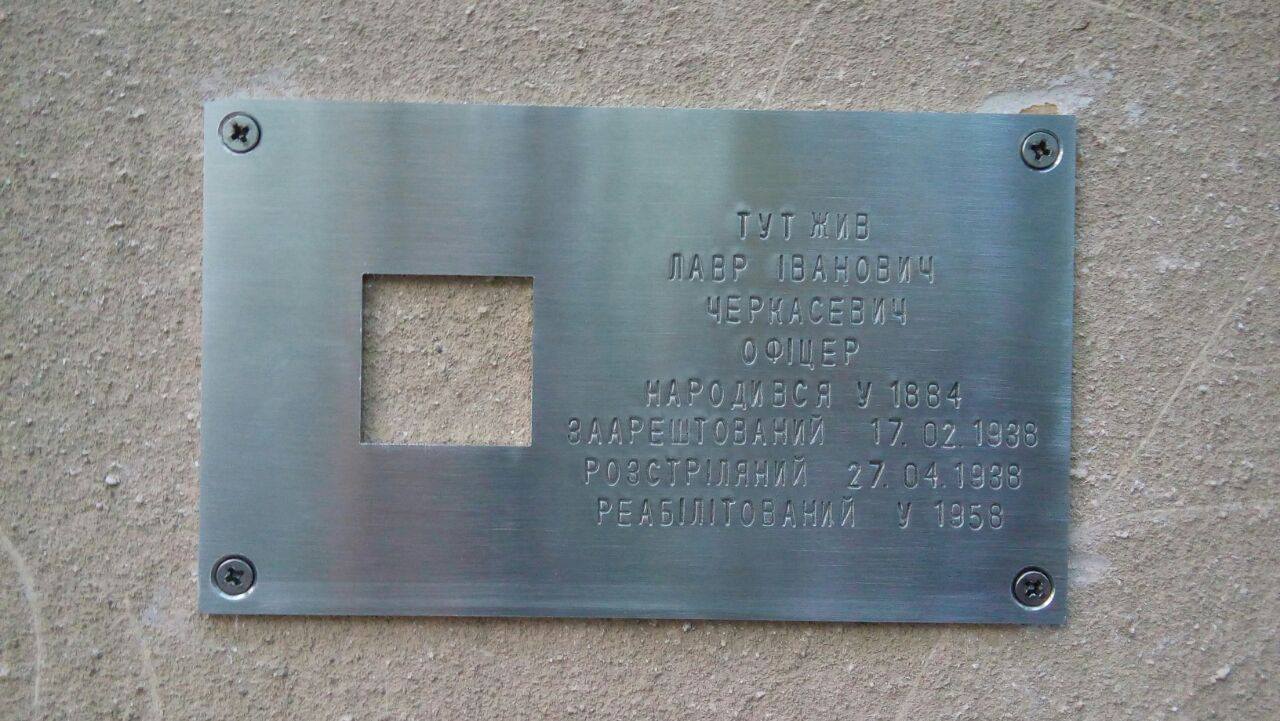 ТУТ ЖИВ
ЛАВР ІВАНОВИЧ
ЧЕРКАСЕВИЧ
ОФІЦЕР
НАРОДИВСЯ У 1884
ЗААРЕШТОВАНИЙ 17.02.1938
РОЗСТРІЛЯНИЙ 27.04.1938
РЕАБІЛІТОВАНИЙ У 1958